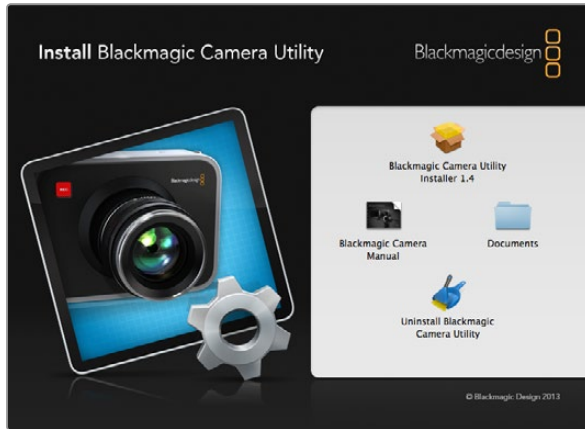 Install Blackmagic Camera Utility
Blackmagicdesign
Blackmagic Camera Utility
Installer 1.4
Blackmagic Camera
Manual
Documents
Uninstall Blackmagic
Camera Utility
© Blackmagic Design 2013